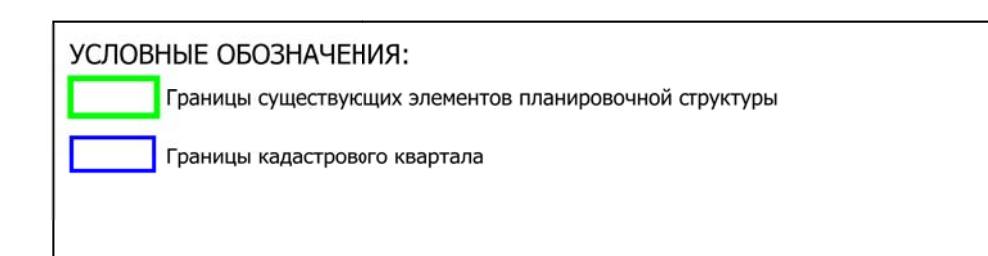 УСЛОВНЫЕ ОБОЗНАЧЕНИЯ:
Границы существующих элементов планировочной структуры
Границы кадастрового квартала